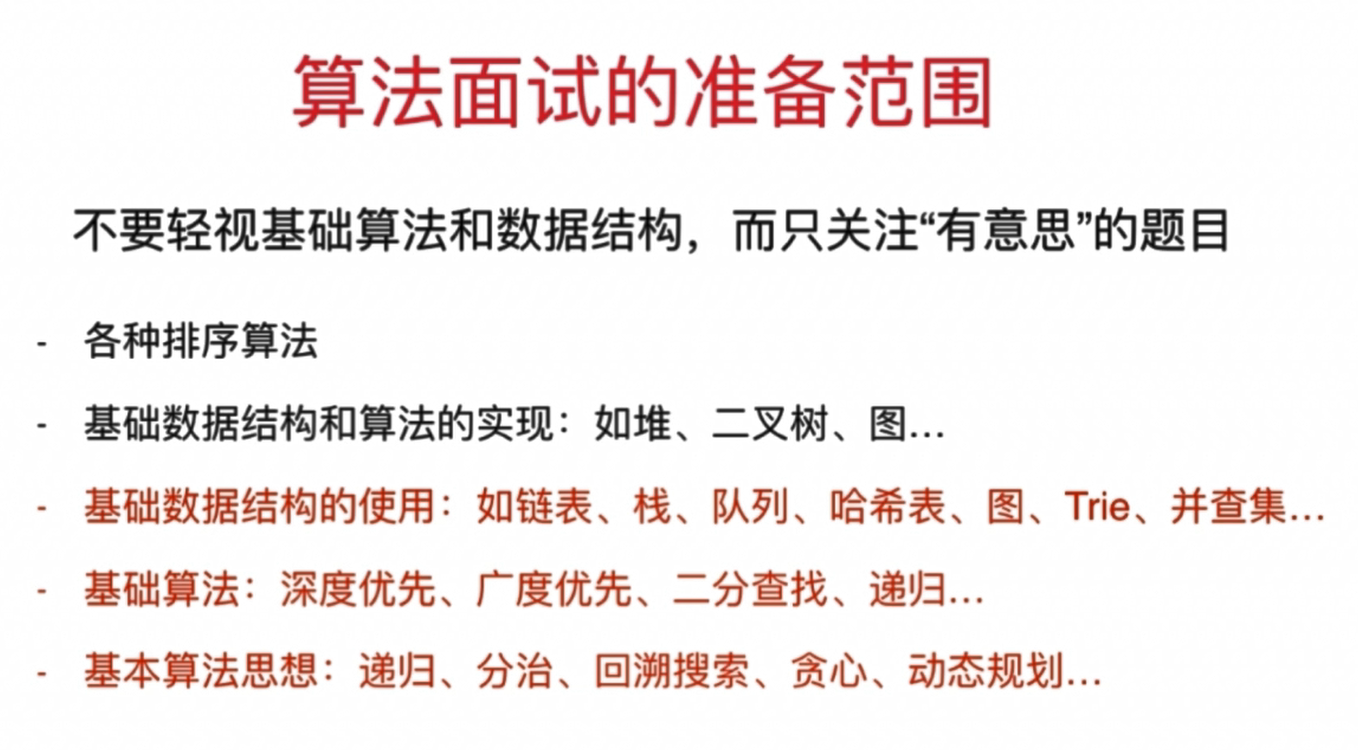 算法面试的准备范围
不要轻视基础算法和数据结构，而只关注“有意思”的题目
- 各种排序算法
- 基础数据结构和算法的实现：如堆、二叉树、图…
- 基础数据结构的使用：如链表、栈、队列、哈希表、图、Trie、并查集…
- 基础算法：深度优先、广度优先、二分查找、递归…
- 基本算法思想：递归、分治、回溯搜索、贪心、动态规划…